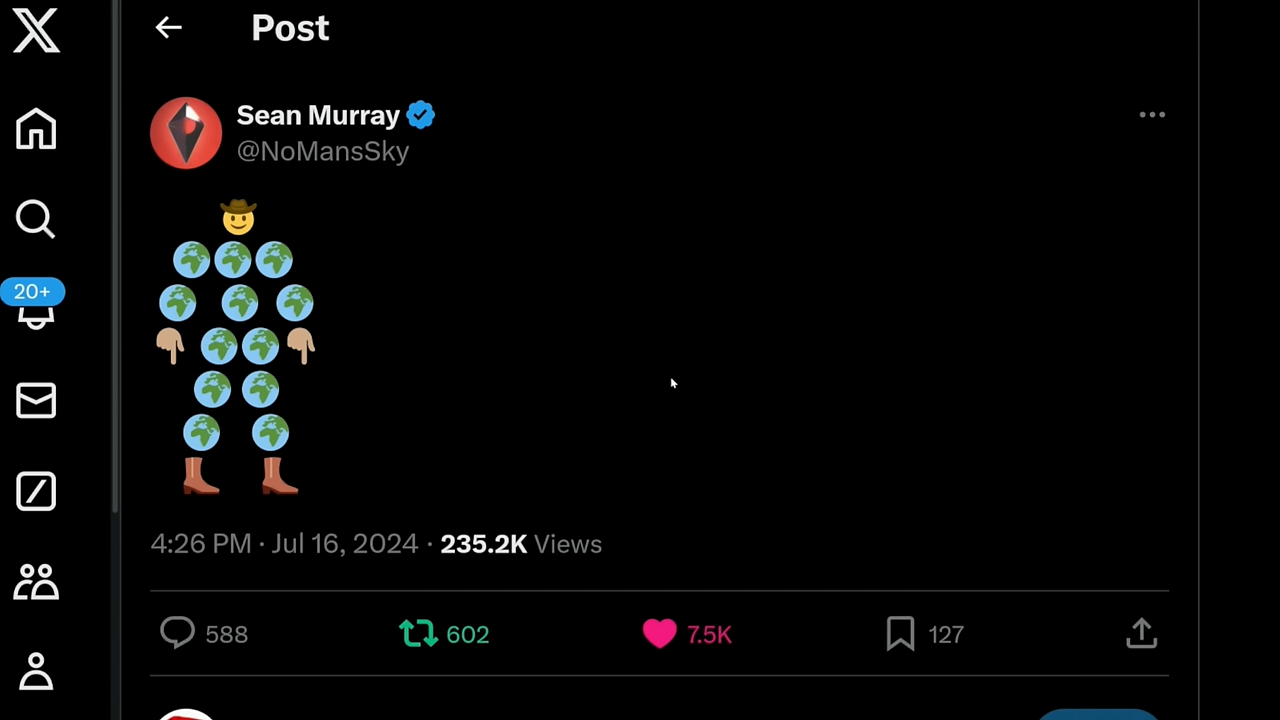 Post
Sean Murray
@NoMansSky
20+
4:26 PM · Jul 16, 2024 · 235.2K Views
588 602 7.5K 127